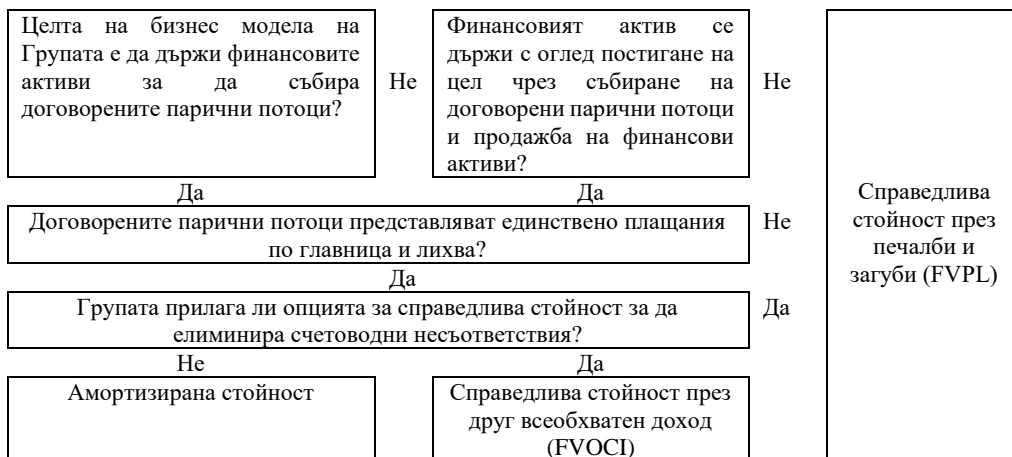 Целта на бизнес модела на
Групата е да държи финансовите
активи за да събира
договорените парични потоци?
Не
Финансовият актив се
държи с оглед постигане на
цел чрез събиране на
договорени парични потоци
и продажба на финансови
активи?
Не
Да
Да
Договорените парични потоци представляват единствено плащания
по главница и лихва?
Не
Да
Групата прилага ли опцията за справедлива стойност за да
елиминира счетоводни несъответствия?
Да
Не
Да
Амортизирана стойност
Справедлива стойност през
друг всеобхватен доход
(FVOCI)
Справедлива
стойност през
печалби и
загуби (FVPL)